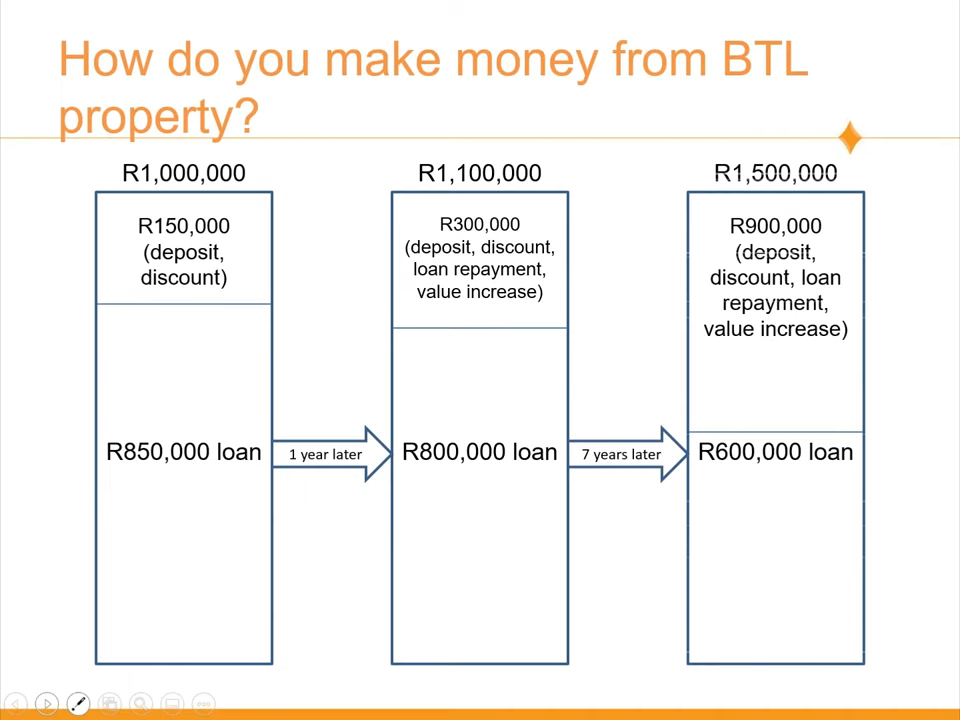 How do you make money from BTL
property?
R1,000,000
R1,100,000
R1,500,000
R150,000
(deposit,
discount)
R300,000
(deposit, discount,
loan repayment,
value increase)
R900,000
(deposit,
discount, loan
repayment,
value increase)
R850,000 loan
1 year later
R800,000 loan
7 years later
R600,000 loan